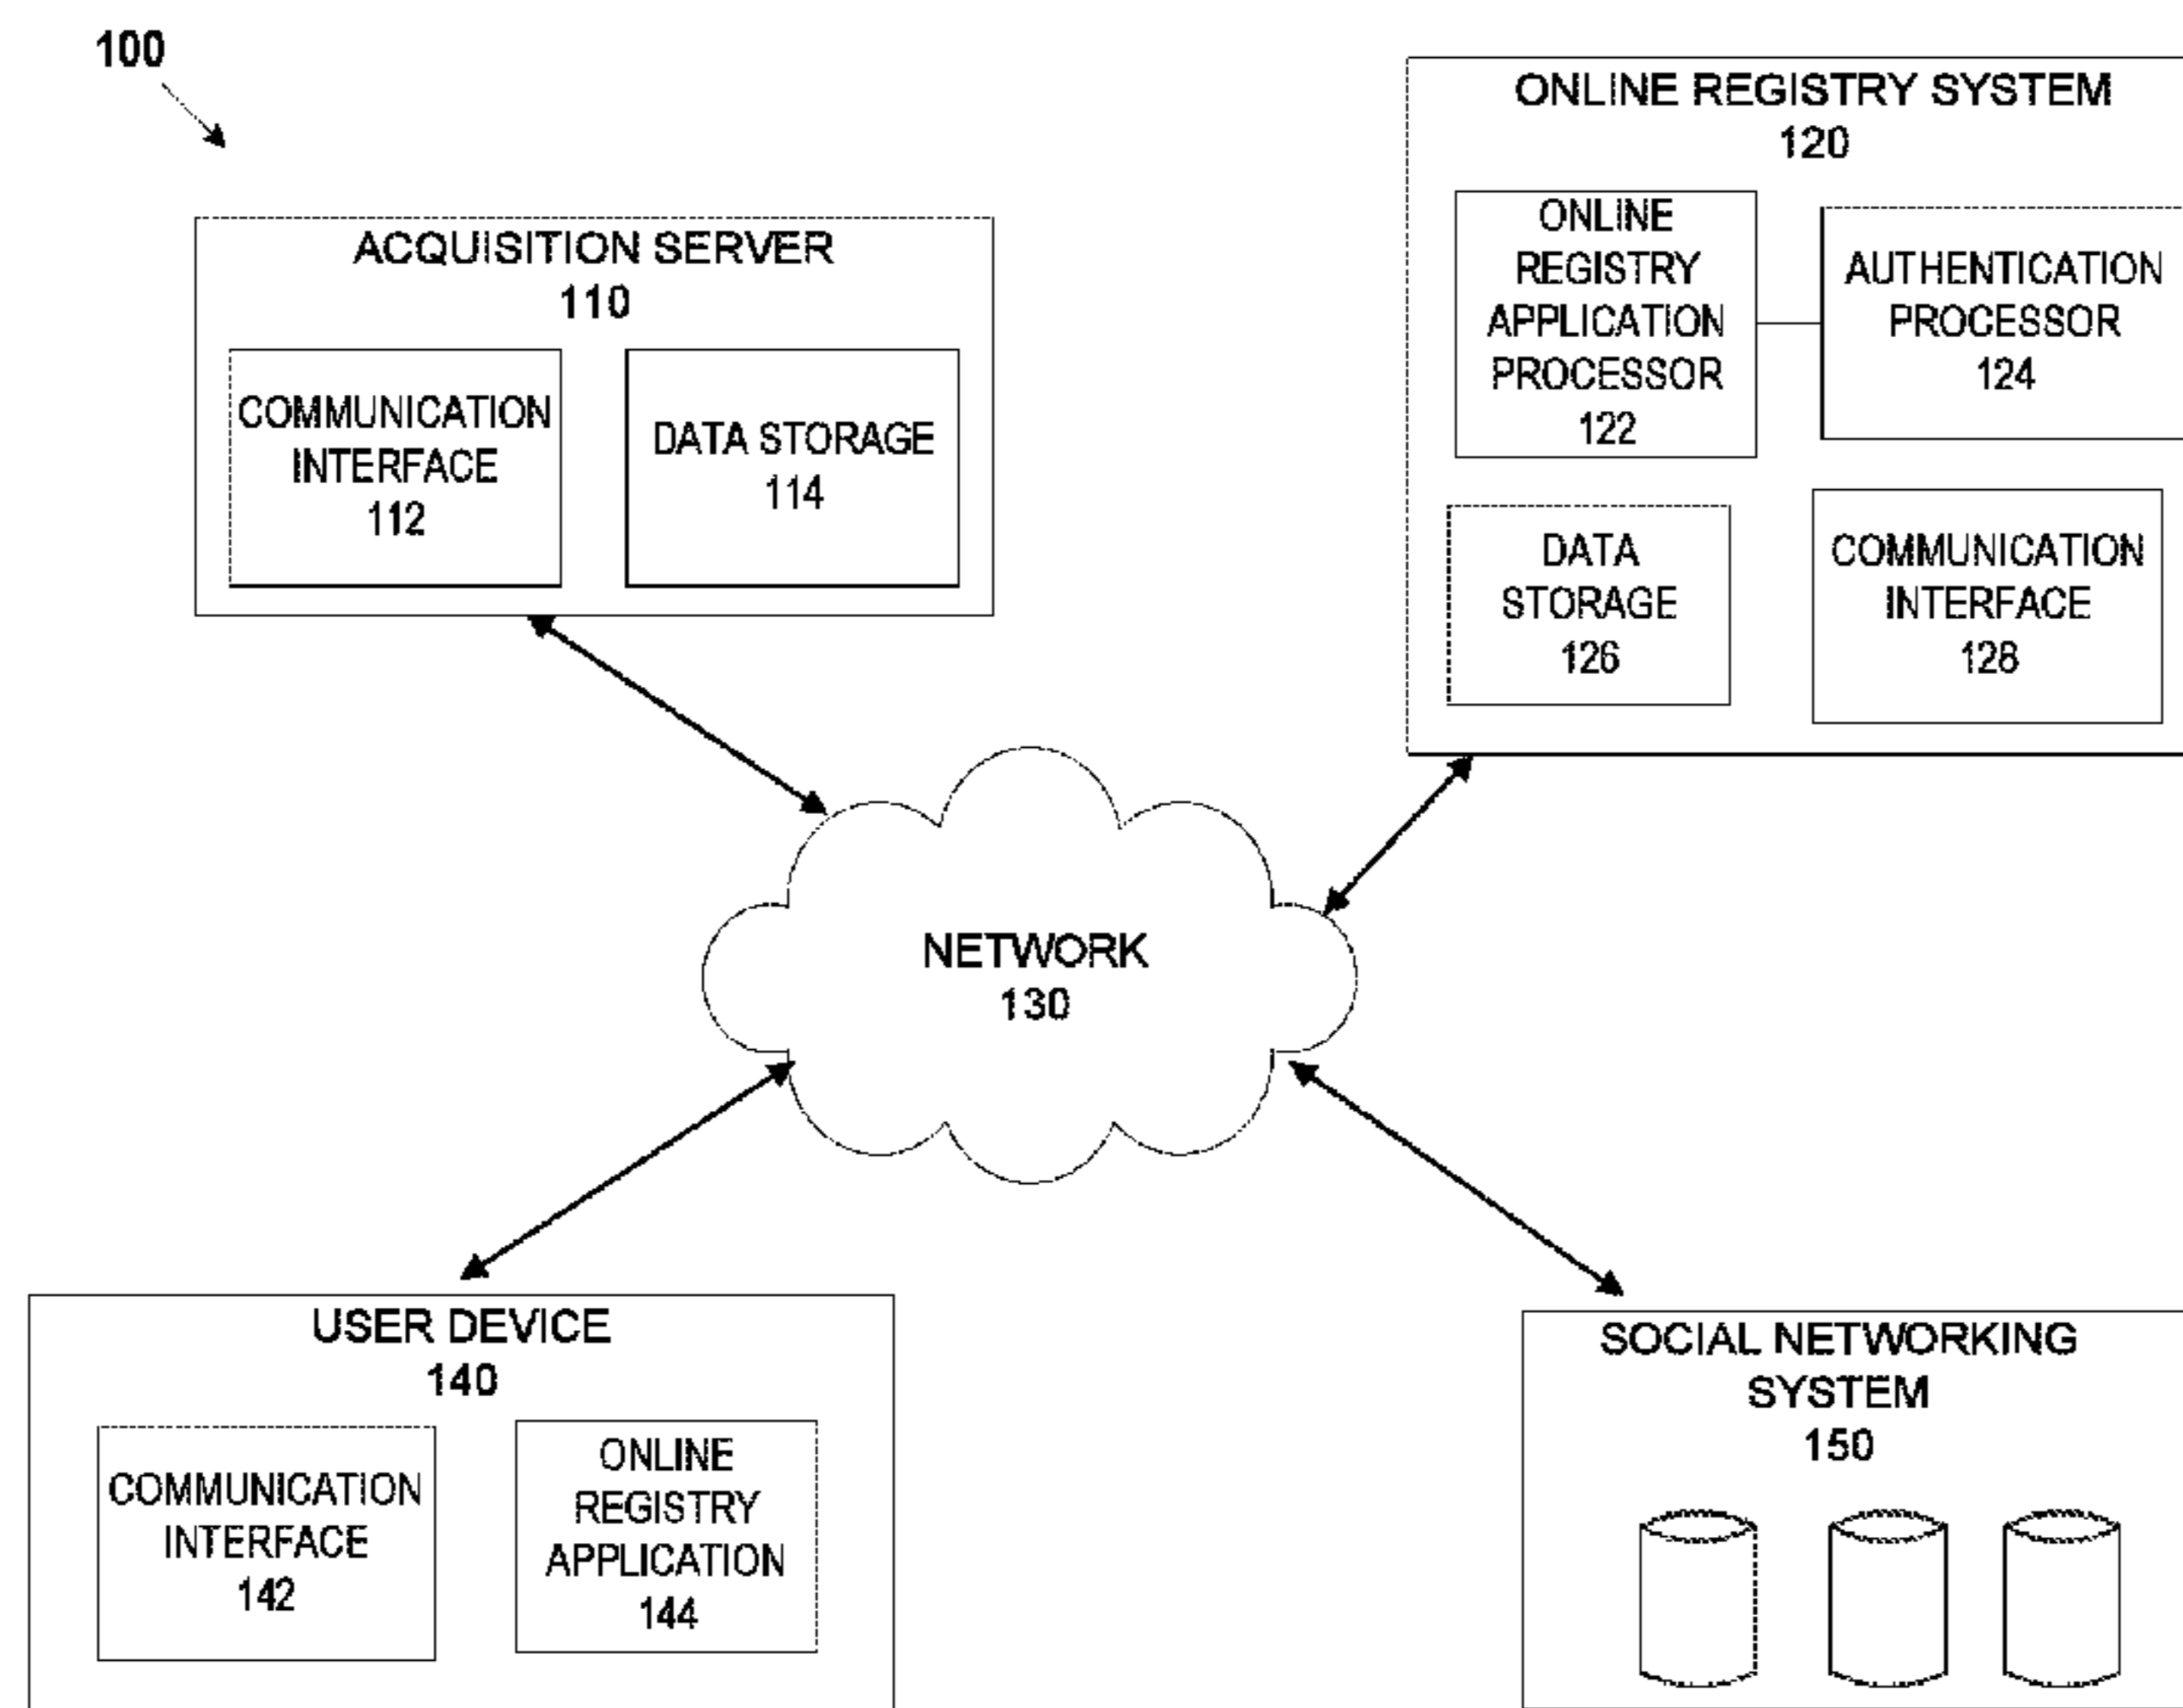 100
ACQUISITION SERVER
110
COMMUNICATION
INTERFACE
112
DATA STORAGE
114
ONLINE REGISTRY SYSTEM
120
ONLINE
REGISTRY
APPLICATION
PROCESSOR
122
AUTHENTICATION
PROCESSOR
124
DATA
STORAGE
126
COMMUNICATION
INTERFACE
128
NETWORK
130
USER DEVICE
140
COMMUNICATION
INTERFACE
142
ONLINE
REGISTRY
APPLICATION
144
SOCIAL NETWORKING
SYSTEM
150